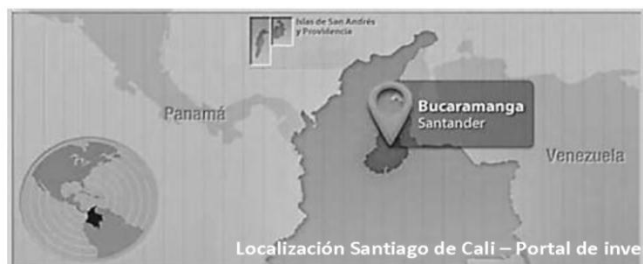 Islas de San Andrés
y Providencia
Panamá
Bucaramanga
Santander
Venezuela
Localización Santiago de Cali – Portal de inve